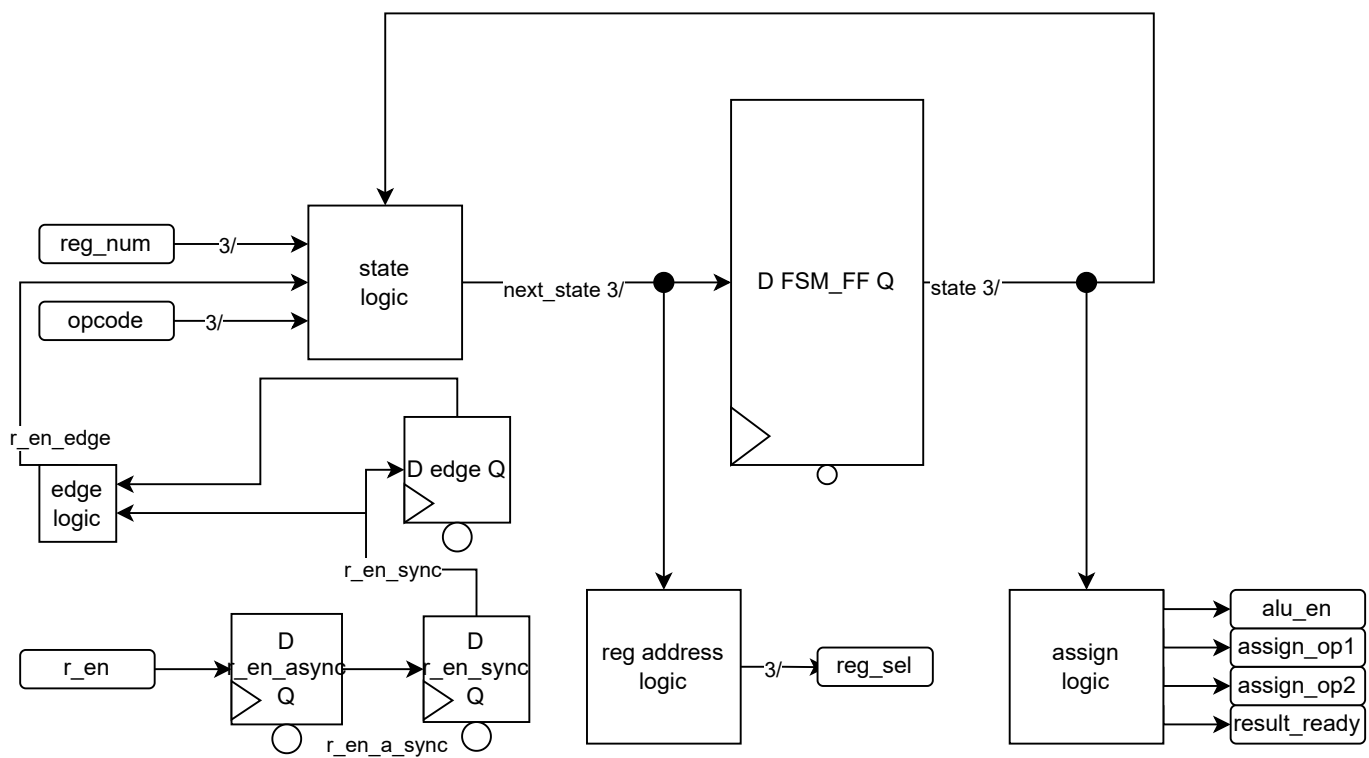 reg_num
3/
state
logic
opcode
3/
next_state 3/
D FSM_FF Q
state 3/
r_en_edge
edge
logic
D edge Q
r_en_sync
r_en
D
r_en_async
Q
D
r_en_sync
Q
r_en_a_sync
reg address
logic
3/
reg_sel
assign
logic
alu_en
assign_op1
assign_op2
result_ready